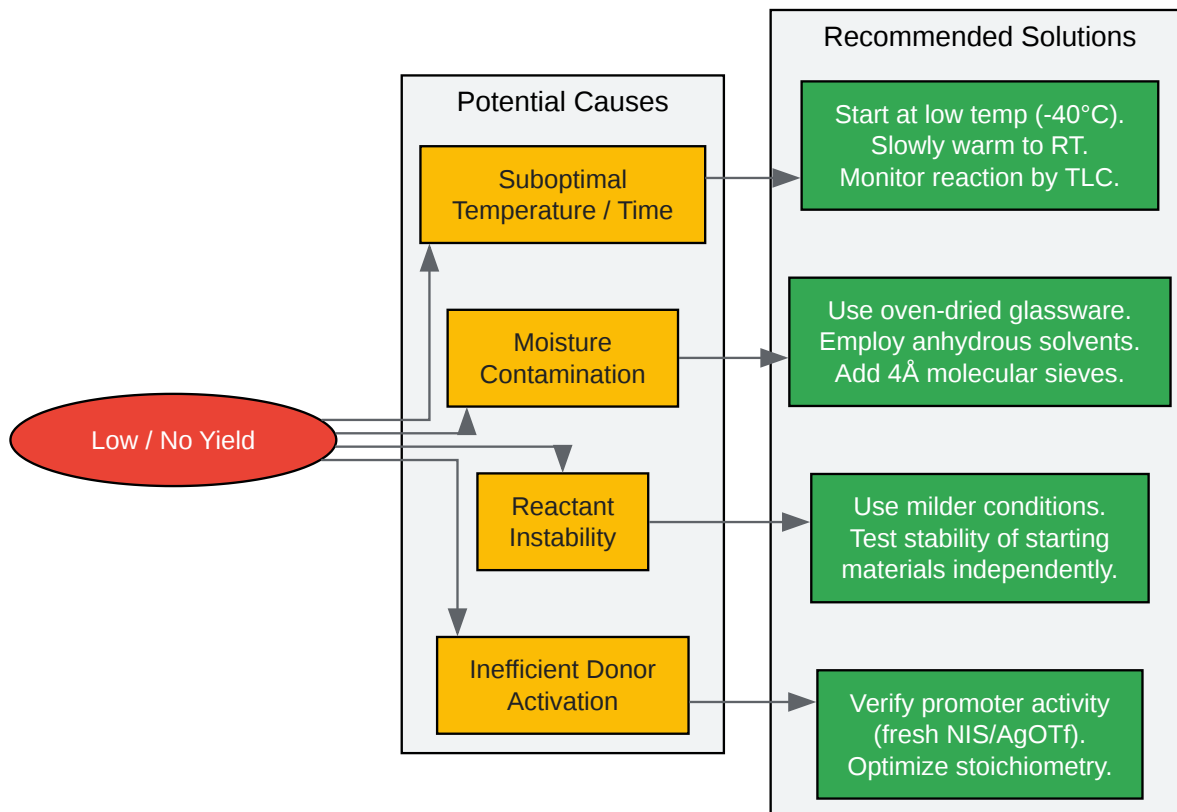 Low / No Yield
Potential Causes
Suboptimal
Temperature / Time
Moisture
Contamination
Reactant
Instability
Inefficient Donor
Activation
Recommended Solutions
Start at low temp (-40°C).
Slowly warm to RT.
Monitor reaction by TLC.
Use oven-dried glassware.
Employ anhydrous solvents.
Add 4Å molecular sieves.
Use milder conditions.
Test stability of starting
materials independently.
Verify promoter activity
(fresh NIS/AgOTf).
Optimize stoichiometry.